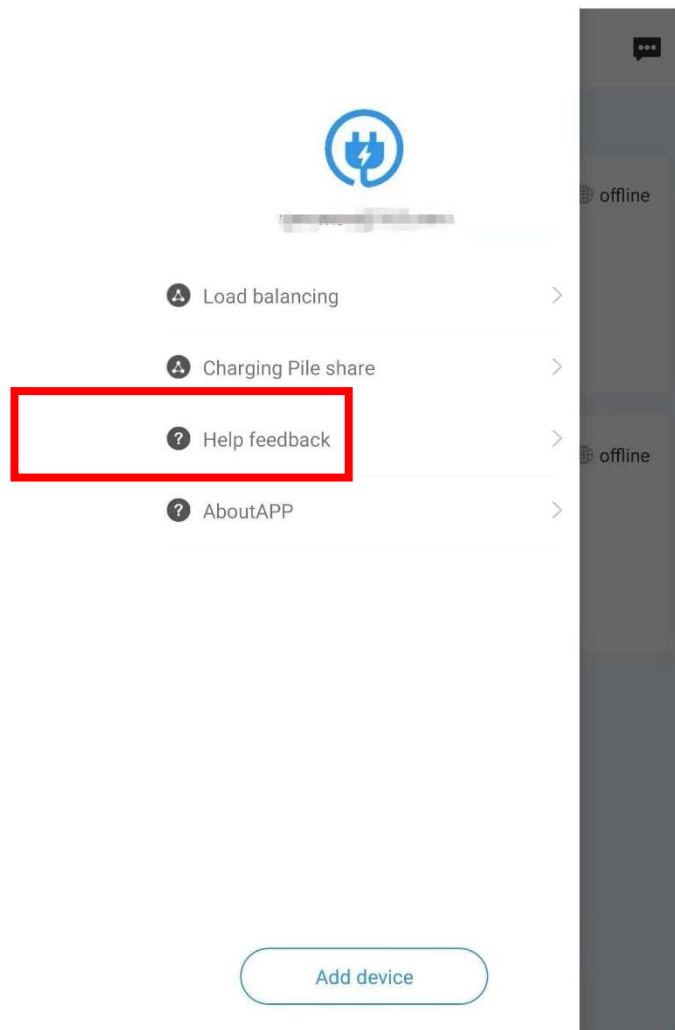 offline
Load balancing
Charging Pile share
Help feedback
offline
AboutAPP
Add device